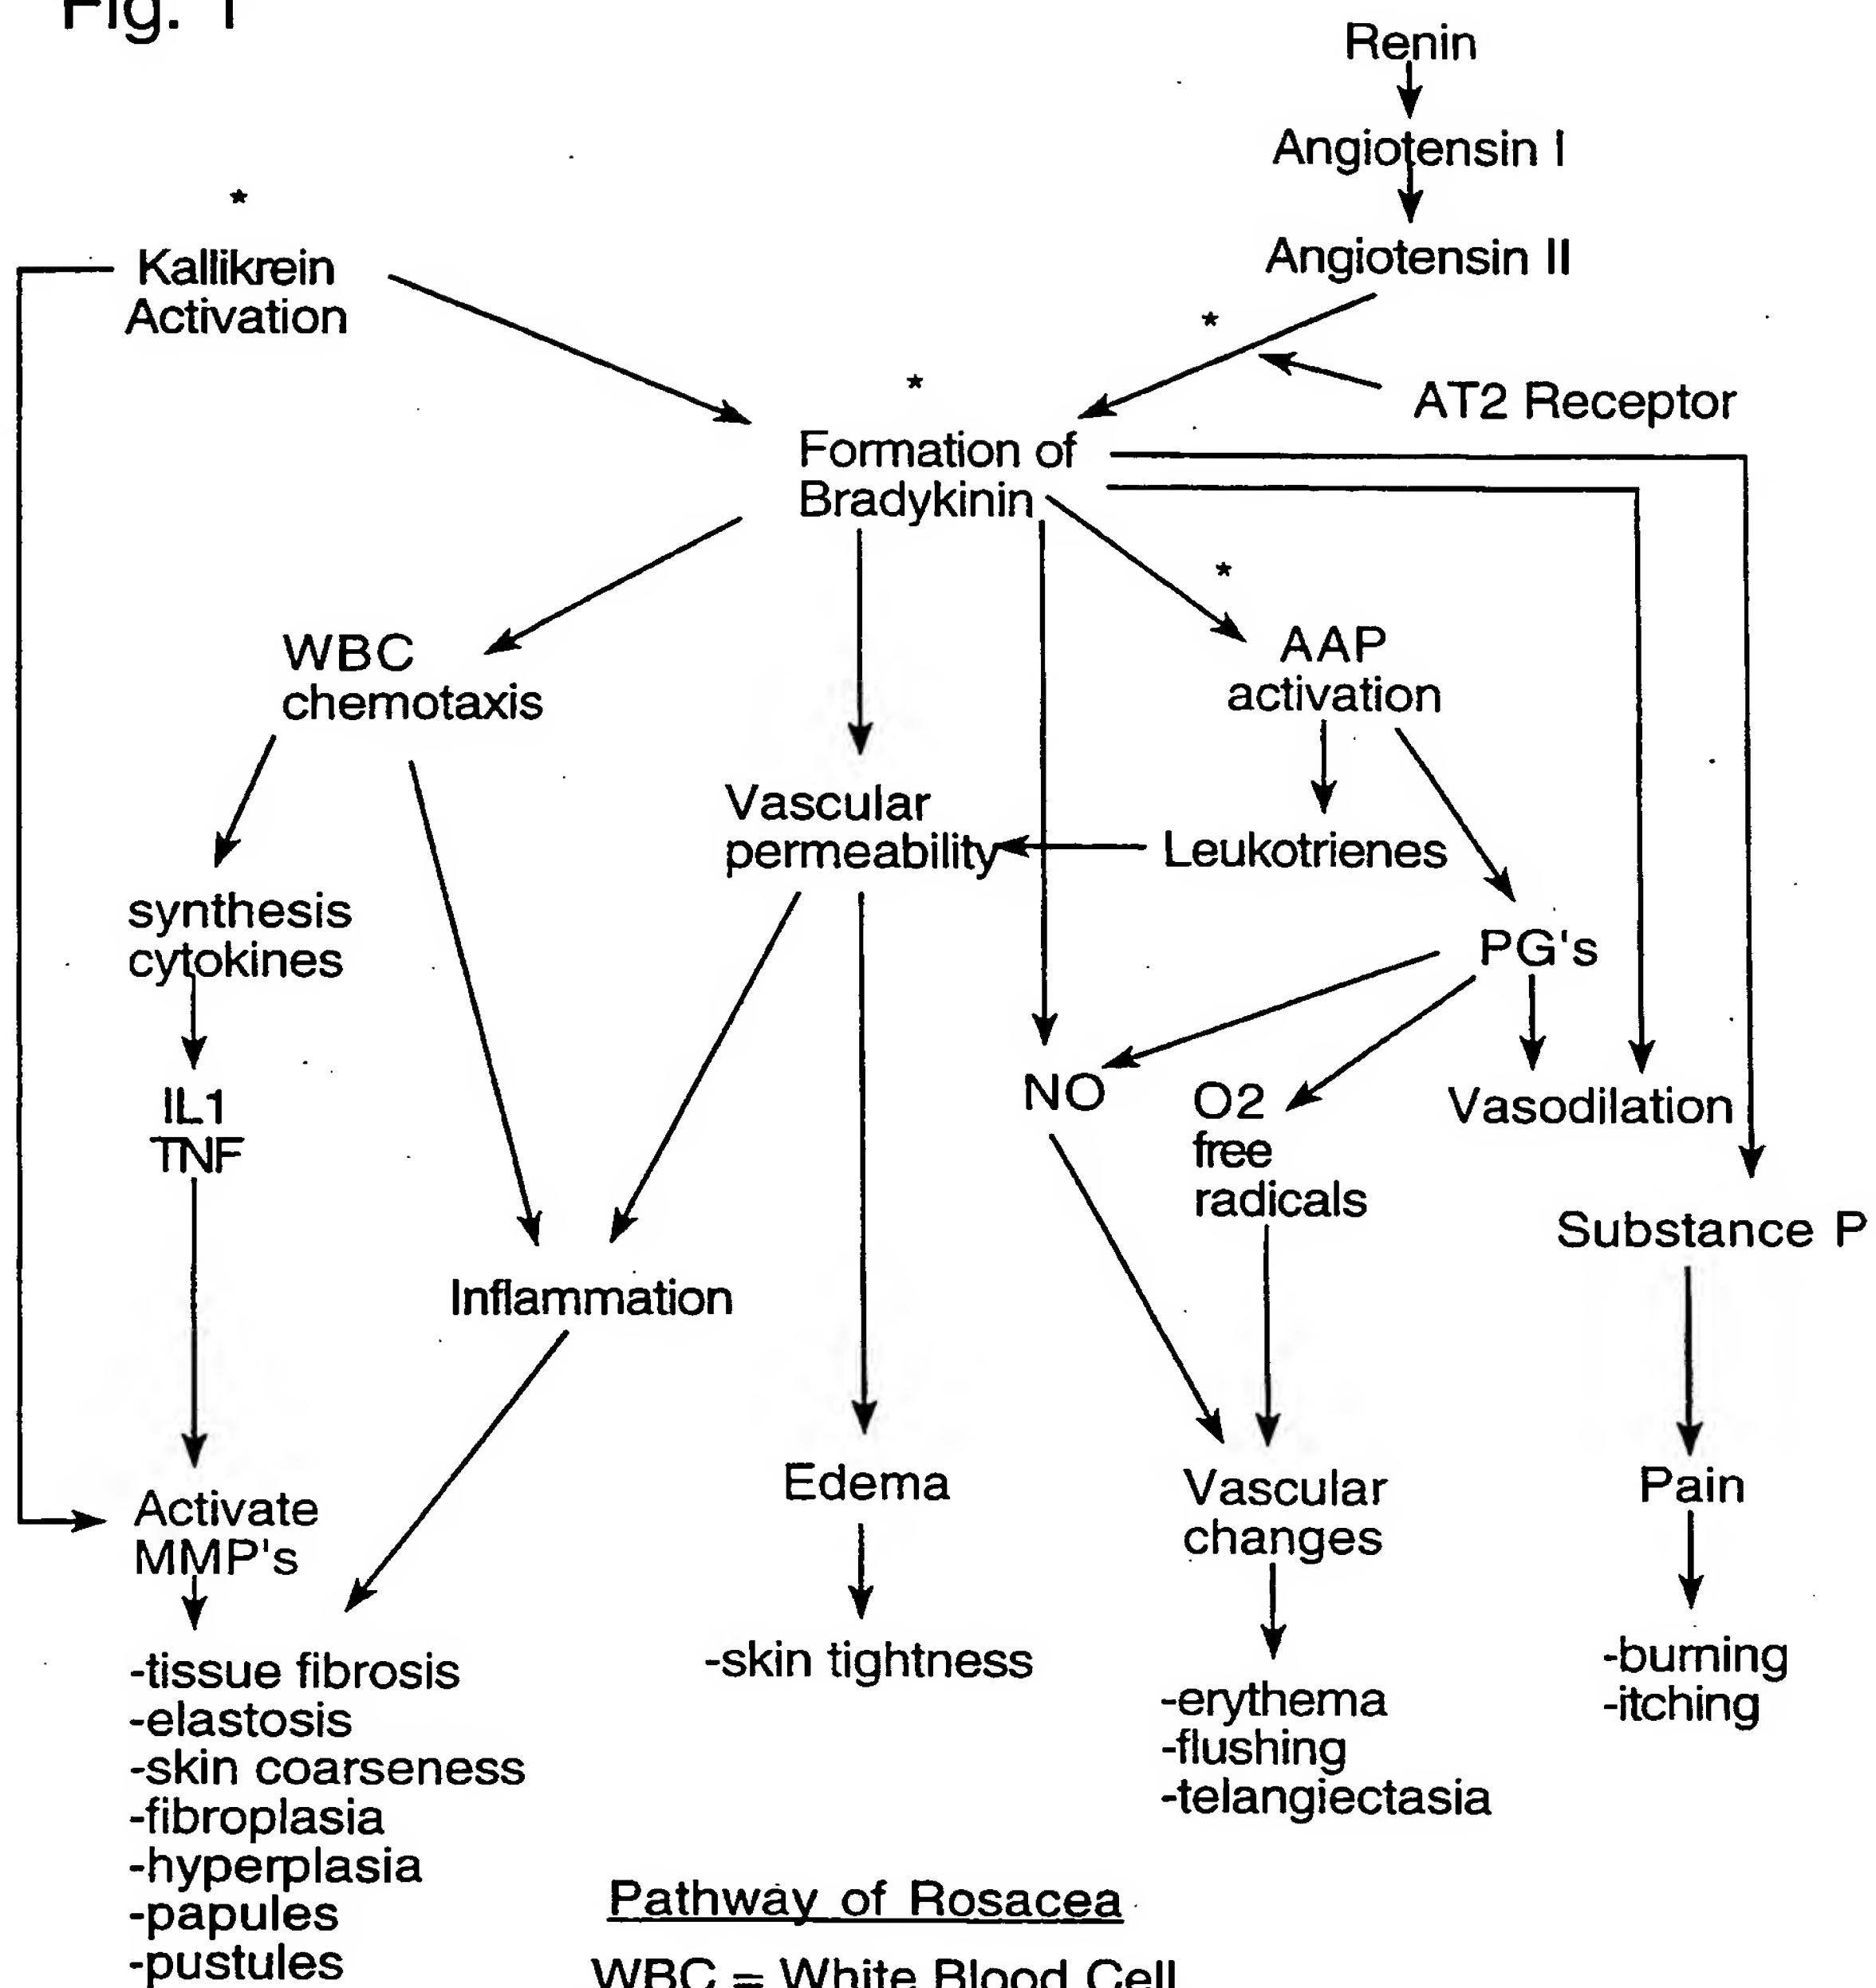 Fig. 1
Renin
Angiotensin I
Angiotensin II
*
Kallikrein
Activation
*
AT2 Receptor
*
Formation of
Bradykinin
*
WBC
chemotaxis
AAP
activation
Vascular
permeability
Leukotrienes
synthesis
cytokines
PG's
IL1
TNF
NO
O2
free
radicals
Vasodilation
Substance P
Inflammation
Activate
MMP's
Edema
Vascular
changes
Pain
-tissue fibrosis
-elastosis
-skin coarseness
-fibroplasia
-hyperplasia
-papules
-pustules
-skin tightness
-erythema
-flushing
-telangiectasia
-burning
-itching
Pathway of Rosacea
WBC = White Blood Cell